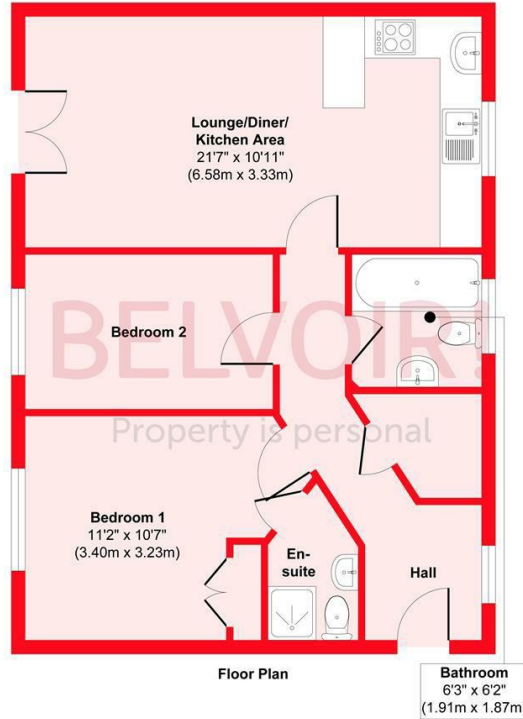 Lounge/Diner/
Kitchen Area
21'7" x 10'11"
(6.58m x 3.33m)
Bedroom 2
BELVOIR!
Property is personal
Bedroom 1
11'2" x 10'7"
(3.40m x 3.23m)
En-
suite
Hall
Floor Plan
Bathroom
6'3" x 6'2"
(1.91m x 1.87m